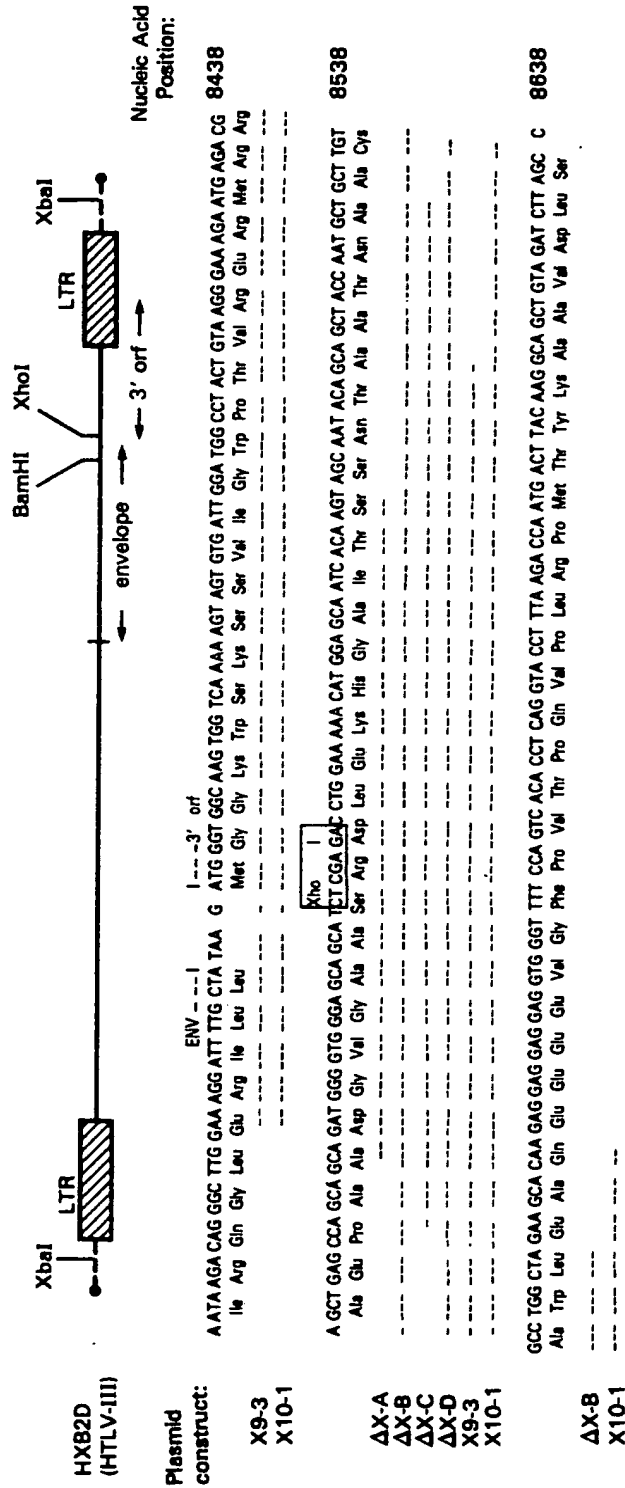 HXB2D
(HTLV-III)
XbaI
LTR
BamHI
XhoI
LTR
XbaI
envelope
3' orf
Nucleic Acid
Position:
Plasmid
construct:
ENV ---I I---3' orf
A ATA AGA CAG GGC TTG GAA AGG ATT TTG CTA TAA G ATG GGT GGC AAG TGG TCA AAA AGT AGT GTG ATT GGA TGG CCT ACT GTA AGG GAA AGA ATG AGA CG 8438
Ile Arg Gln Gly Leu Glu Arg Ile Leu Leu Met Gly Gly Lys Trp Ser Lys Ser Ser Val Ile Gly Trp Pro Thr Val Arg Glu Arg Met Arg Arg
X9-3
X10-1
Xho I
A GCT GAG CCA GCA GCA GAT GGG GTG GGA GCA GCA TCT CGA GAC CTG GAA AAA CAT GGA GCA ATC ACA AGT AGC AAT ACA GCA GCT ACC AAT GCT GCT TGT 8538
Ala Glu Pro Ala Ala Asp Gly Val Gly Ala Ala Ser Arg Asp Leu Glu Lys His Gly Ala Ile Thr Ser Ser Asn Thr Ala Ala Thr Asn Ala Ala Cys
ΔX-A
ΔX-B
ΔX-C
ΔX-D
X9-3
X10-1
GCC TGG CTA GAA GCA CAA GAG GAG GAG GAG GTG GGT TTT CCA GTC ACA CCT CAG GTA CCT TTA AGA CCA ATG ACT TAC AAG GCA GCT GTA GAT CTT AGC C 8638
Ala Trp Leu Glu Ala Gln Glu Glu Glu Glu Val Gly Phe Pro Val Thr Pro Gln Val Pro Leu Arg Pro Met Thr Tyr Lys Ala Ala Val Asp Leu Ser
ΔX-B
X10-1